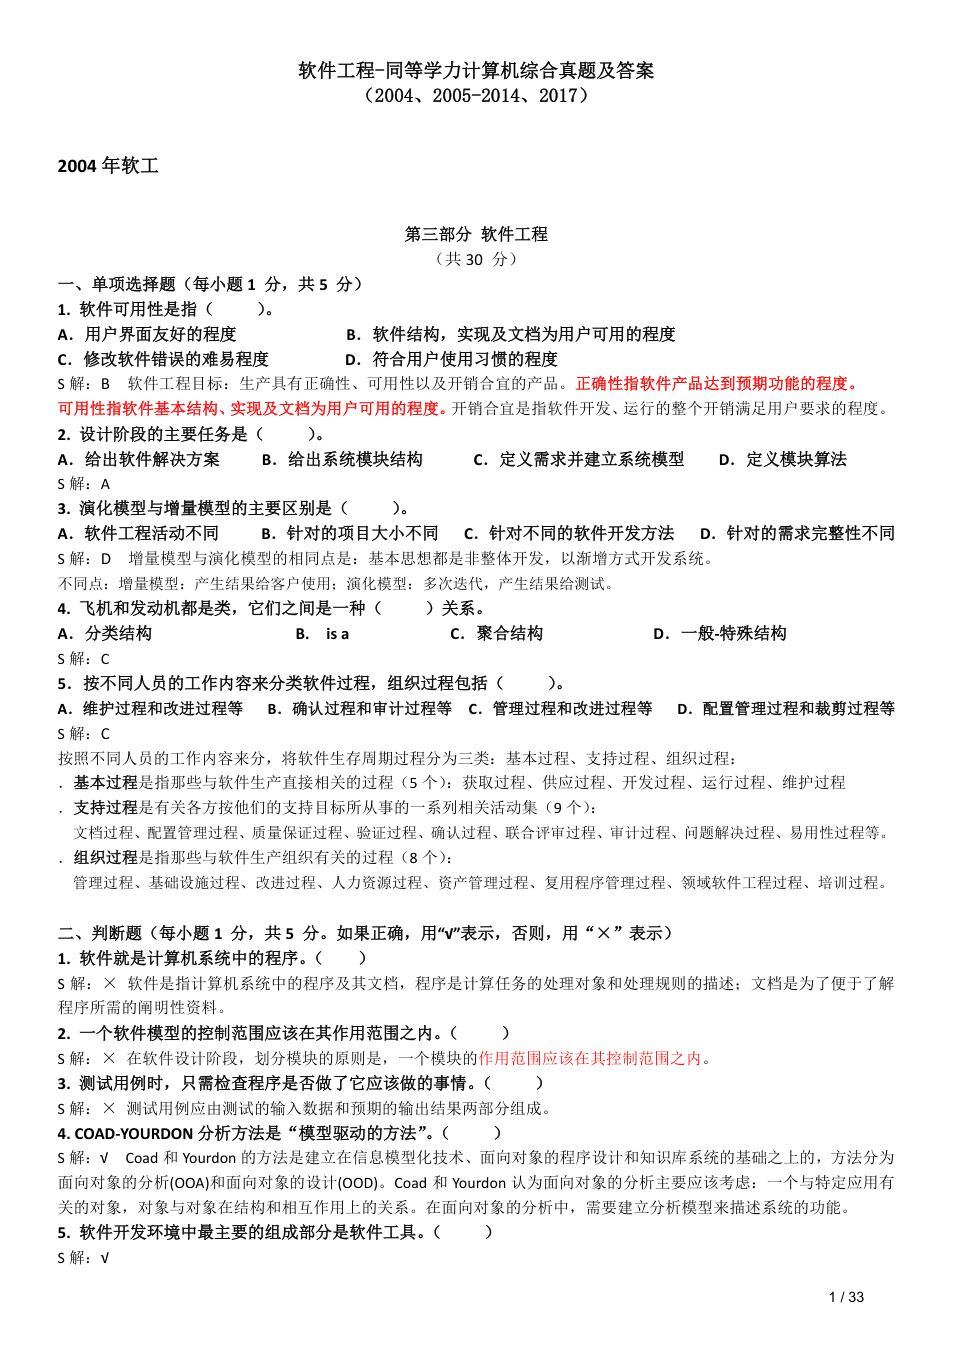 软件工程-同等学力计算机综合真题及答案
（2004、2005-2014、2017）
2004 年软工
第三部分 软件工程
（共 30 分）
一、单项选择题（每小题 1 分，共 5 分）
1. 软件可用性是指（ ）。
A．用户界面友好的程度 B．软件结构，实现及文档为用户可用的程度
C．修改软件错误的难易程度 D．符合用户使用习惯的程度
S 解：B 软件工程目标：生产具有正确性、可用性以及开销合宜的产品。正确性指软件产品达到预期功能的程度。
可用性指软件基本结构、实现及文档为用户可用的程度。开销合宜是指软件开发、运行的整个开销满足用户要求的程度。
2. 设计阶段的主要任务是（ ）。
A．给出软件解决方案 B．给出系统模块结构 C．定义需求并建立系统模型 D．定义模块算法
S 解：A
3. 演化模型与增量模型的主要区别是（ ）。
A．软件工程活动不同 B．针对的项目大小不同 C．针对不同的软件开发方法 D．针对的需求完整性不同
S 解：D 增量模型与演化模型的相同点是：基本思想都是非整体开发，以渐增方式开发系统。
不同点：增量模型：产生结果给客户使用；演化模型：多次迭代，产生结果给测试。
4. 飞机和发动机都是类，它们之间是一种（ ）关系。
A．分类结构 B. is a C．聚合结构 D．一般-特殊结构
S 解：C
5．按不同人员的工作内容来分类软件过程，组织过程包括（ ）。
A．维护过程和改进过程等 B．确认过程和审计过程等 C．管理过程和改进过程等 D．配置管理过程和裁剪过程等
S 解：C
按照不同人员的工作内容来分，将软件生存周期过程分为三类：基本过程、支持过程、组织过程：
．基本过程是指那些与软件生产直接相关的过程（5 个）：获取过程、供应过程、开发过程、运行过程、维护过程
．支持过程是有关各方按他们的支持目标所从事的一系列相关活动集（9 个）：
文档过程、配置管理过程、质量保证过程、验证过程、确认过程、联合评审过程、审计过程、问题解决过程、易用性过程等。
．组织过程是指那些与软件生产组织有关的过程（8 个）：
管理过程、基础设施过程、改进过程、人力资源过程、资产管理过程、复用程序管理过程、领域软件工程过程、培训过程。
二、判断题（每小题 1 分，共 5 分。如果正确，用“√”表示，否则，用“×”表示）
1. 软件就是计算机系统中的程序。（ ）
S 解：× 软件是指计算机系统中的程序及其文档，程序是计算任务的处理对象和处理规则的描述；文档是为了便于了解
程序所需的阐明性资料。
2. 一个软件模型的控制范围应该在其作用范围之内。（ ）
S 解：× 在软件设计阶段，划分模块的原则是，一个模块的作用范围应该在其控制范围之内。
3. 测试用例时，只需检查程序是否做了它应该做的事情。（ ）
S 解：× 测试用例应由测试的输入数据和预期的输出结果两部分组成。
4. COAD-YOURDON 分析方法是“模型驱动的方法”。（ ）
S 解：√ Coad 和 Yourdon 的方法是建立在信息模型化技术、面向对象的程序设计和知识库系统的基础之上的，方法分为
面向对象的分析(OOA)和面向对象的设计(OOD)。Coad 和 Yourdon 认为面向对象的分析主要应该考虑：一个与特定应用有
关的对象，对象与对象在结构和相互作用上的关系。在面向对象的分析中，需要建立分析模型来描述系统的功能。
5. 软件开发环境中最主要的组成部分是软件工具。（ ）
S 解：√
1 / 33